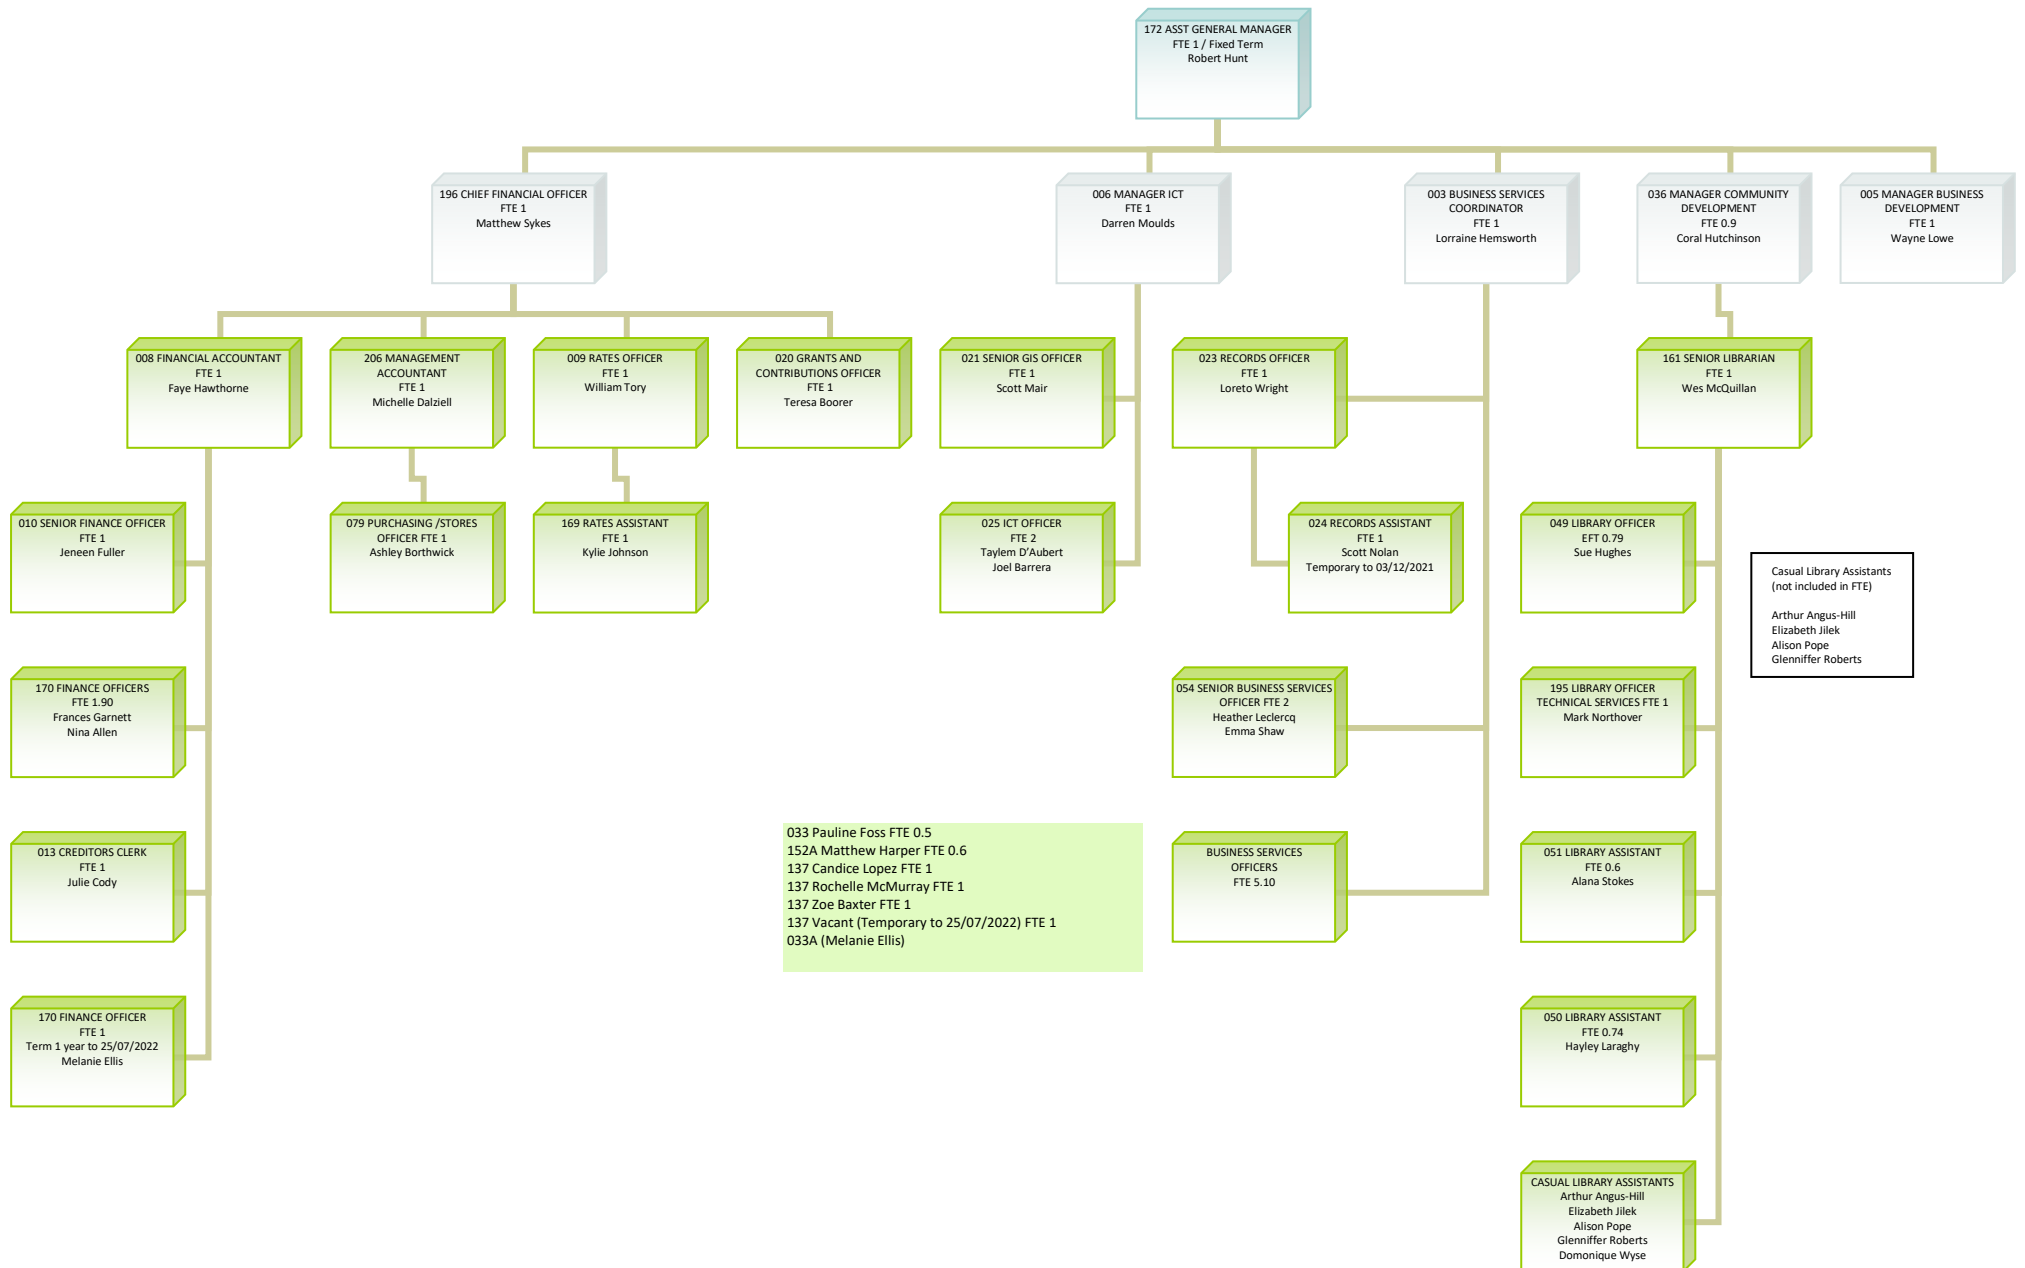 172 ASST GENERAL MANAGER
FTE 1 / Fixed Term
Robert Hunt
196 CHIEF FINANCIAL OFFICER
FTE 1
Matthew Sykes
006 MANAGER ICT
FTE 1
Darren Moulds
003 BUSINESS SERVICES
COORDINATOR
FTE 1
Lorraine Hemsworth
036 MANAGER COMMUNITY
DEVELOPMENT
FTE 0.9
Coral Hutchinson
005 MANAGER BUSINESS
DEVELOPMENT
FTE 1
Wayne Lowe
008 FINANCIAL ACCOUNTANT
FTE 1
Faye Hawthorne
206 MANAGEMENT
ACCOUNTANT
FTE 1
Michelle Dalziell
009 RATES OFFICER
FTE 1
William Tory
020 GRANTS AND
CONTRIBUTIONS OFFICER
FTE 1
Teresa Boorer
021 SENIOR GIS OFFICER
FTE 1
Scott Mair
023 RECORDS OFFICER
FTE 1
Loreto Wright
161 SENIOR LIBRARIAN
FTE 1
Wes McQuillan
010 SENIOR FINANCE OFFICER
FTE 1
Jeneen Fuller
079 PURCHASING /STORES
OFFICER FTE 1
Ashley Borthwick
169 RATES ASSISTANT
FTE 1
Kylie Johnson
025 ICT OFFICER
FTE 2
Taylem D'Aubert
Joel Barrera
024 RECORDS ASSISTANT
FTE 1
Scott Nolan
Temporary to 03/12/2021
049 LIBRARY OFFICER
EFT 0.79
Sue Hughes
Casual Library Assistants
(not included in FTE)
Arthur Angus-Hill
Elizabeth Jilek
Alison Pope
Glenniffer Roberts
170 FINANCE OFFICERS
FTE 1.90
Frances Garnett
Nina Allen
054 SENIOR BUSINESS SERVICES
OFFICER FTE 2
Heather Leclercq
Emma Shaw
195 LIBRARY OFFICER
TECHNICAL SERVICES FTE 1
Mark Northover
013 CREDITORS CLERK
FTE 1
Julie Cody
033 Pauline Foss FTE 0.5
152A Matthew Harper FTE 0.6
137 Candice Lopez FTE 1
137 Rochelle McMurray FTE 1
137 Zoe Baxter FTE 1
137 Vacant (Temporary to 25/07/2022) FTE 1
033A (Melanie Ellis)
BUSINESS SERVICES
OFFICERS
FTE 5.10
051 LIBRARY ASSISTANT
FTE 0.6
Alana Stokes
170 FINANCE OFFICER
FTE 1
Term 1 year to 25/07/2022
Melanie Ellis
050 LIBRARY ASSISTANT
FTE 0.74
Hayley Laraghy
CASUAL LIBRARY ASSISTANTS
Arthur Angus-Hill
Elizabeth Jilek
Alison Pope
Glenniffer Roberts
Domonique Wyse